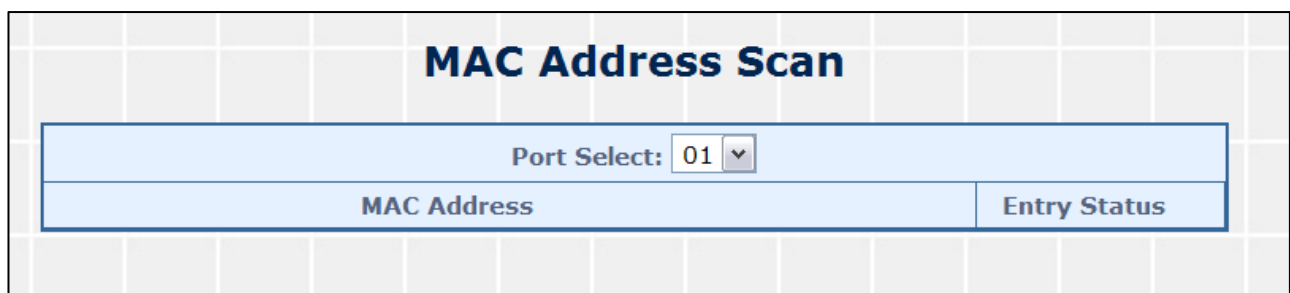 MAC Address Scan
Port Select: 01
MAC Address Entry Status